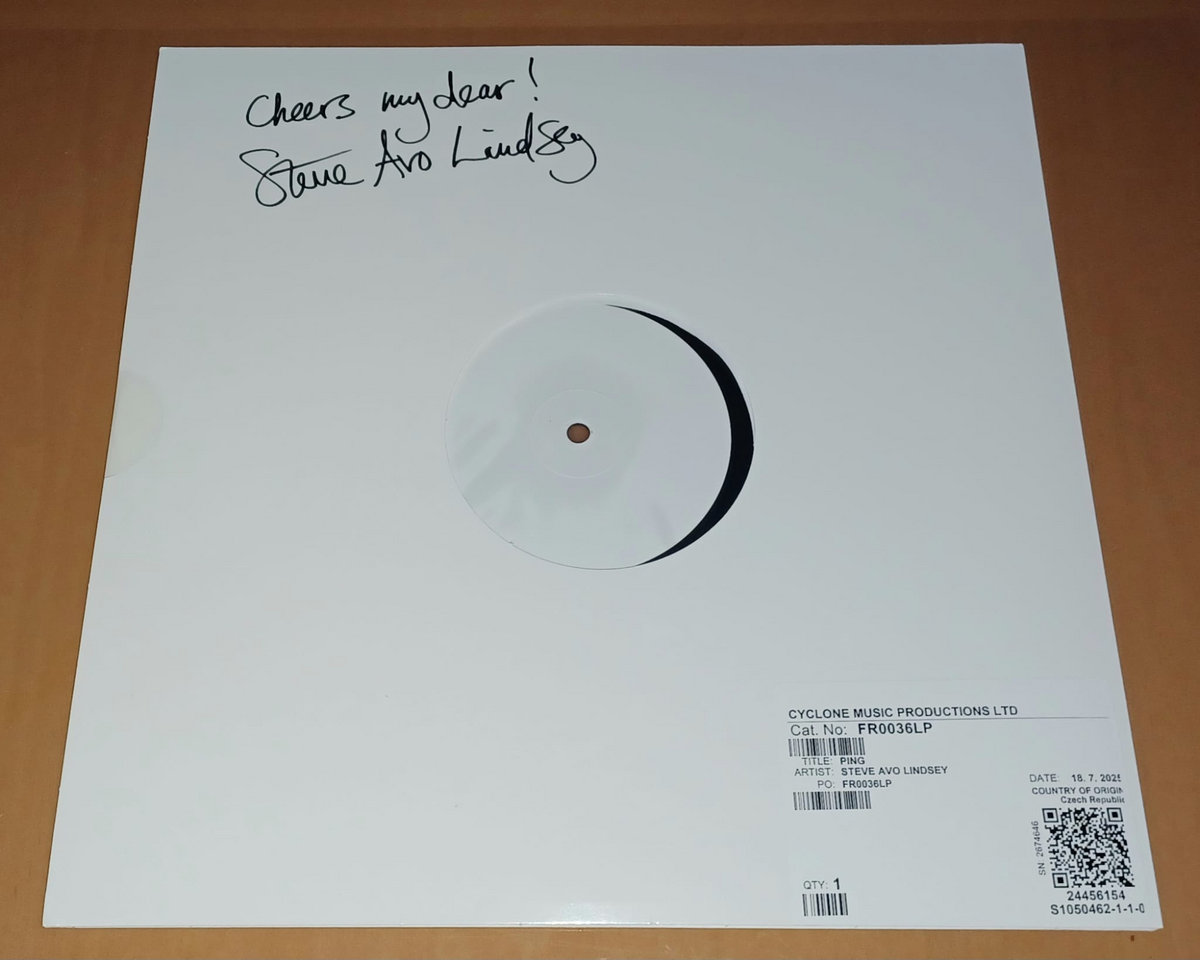 Cheers my dear!
Steve Avo Lindsey
CYCLONE MUSIC PRODUCTIONS LTD
Cat. No: FR0036LP
TITLE: PING
ARTIST: STEVE AVO LINDSEY
PO: FR0036LP
QTY: 1
DATE: 18. 7. 2025
COUNTRY OF ORIGIN
Czech Republic
SN 2674646
24456154
S1050462-1-1-0